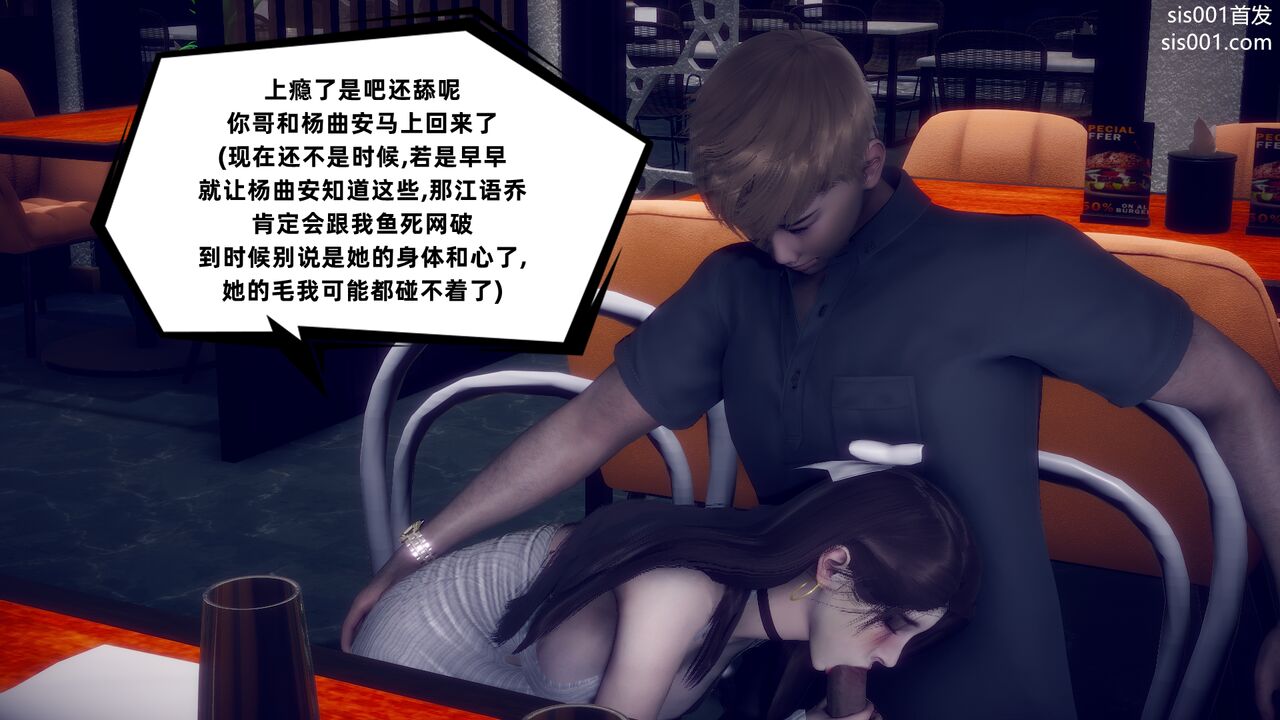 sis001首发
sis001.com
上瘾了是吧还舔呢
你哥和杨曲安马上回来了
(现在还不是时候,若是早早
就让杨曲安知道这些,那江语乔
肯定会跟我鱼死网破
到时候别说是她的身体和心了,
她的毛我可能都碰不着了)
PECIAL
FFER
50% ON AL
BURGE